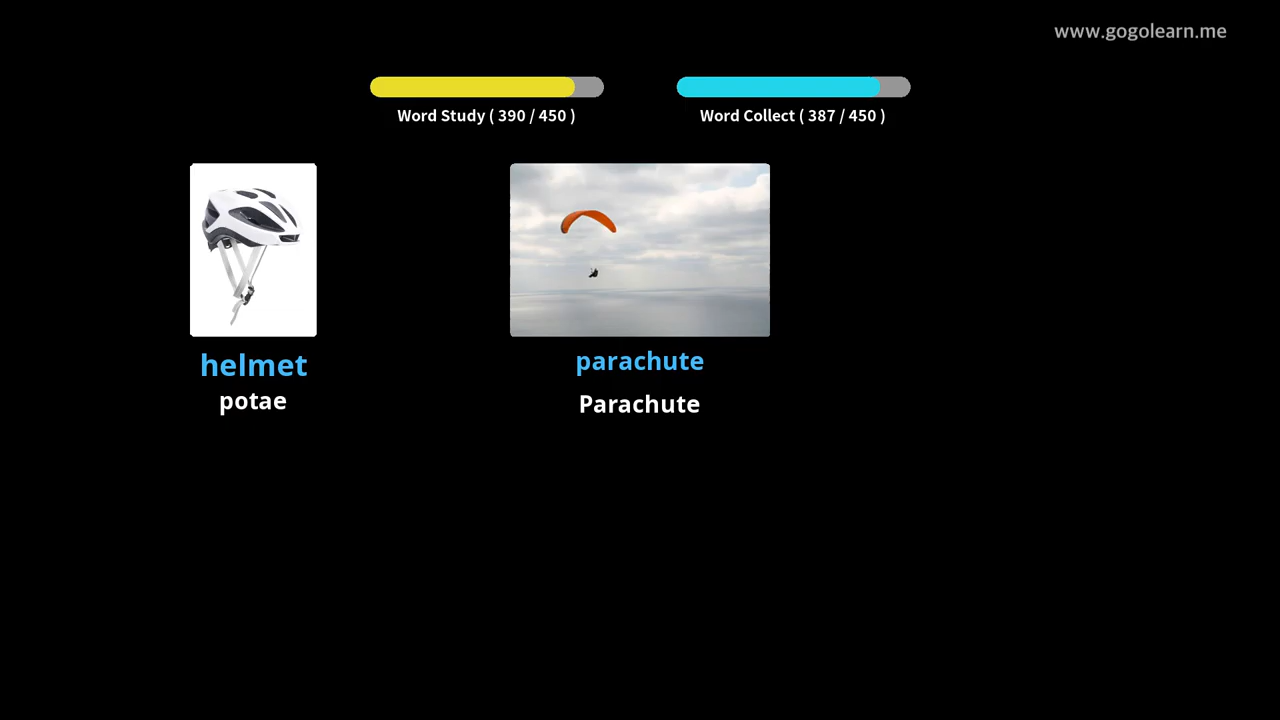 www.gogolearn.me
Word Study ( 390 / 450 )
Word Collect ( 387 / 450 )
helmet
potae
parachute
Parachute